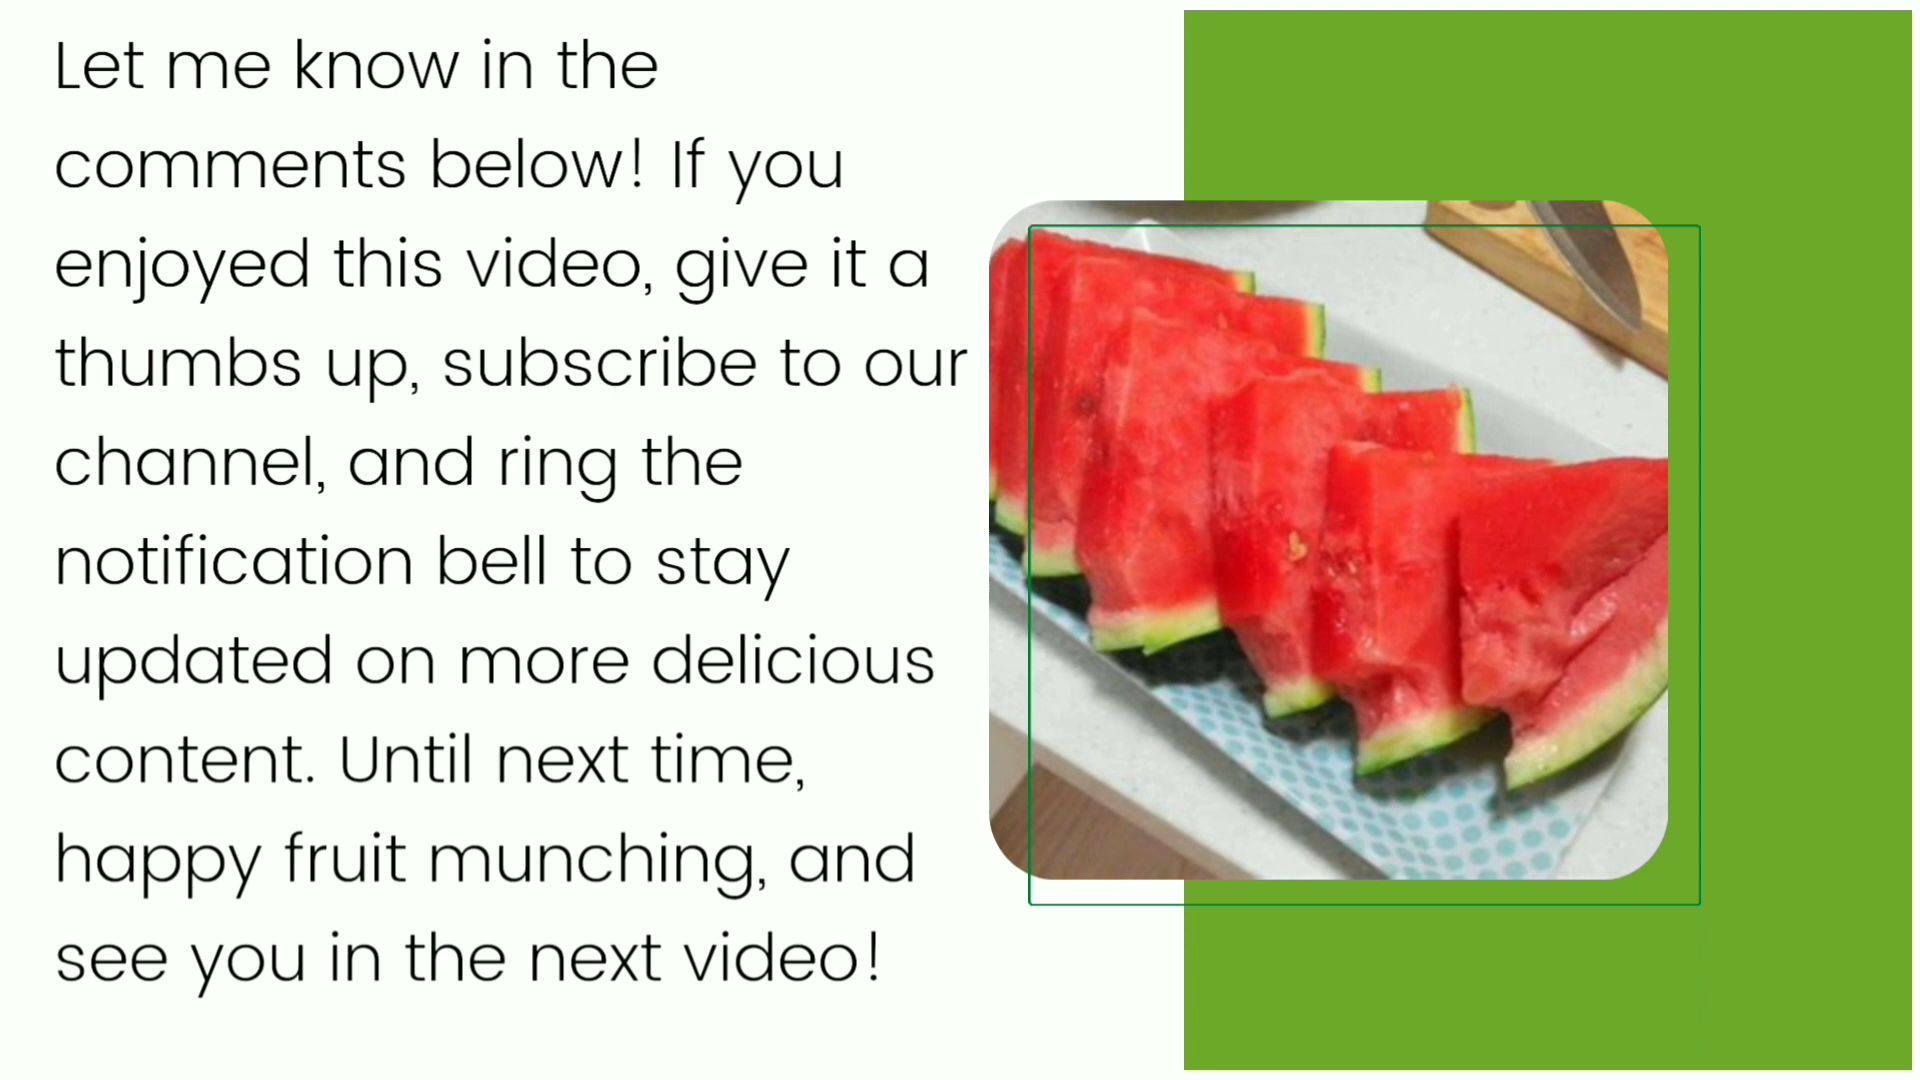 Let me know in the
comments below! If you
enjoyed this video, give it a
thumbs up, subscribe to our
channel, and ring the
notification bell to stay
updated on more delicious
content. Until next time,
happy fruit munching, and
see you in the next video!